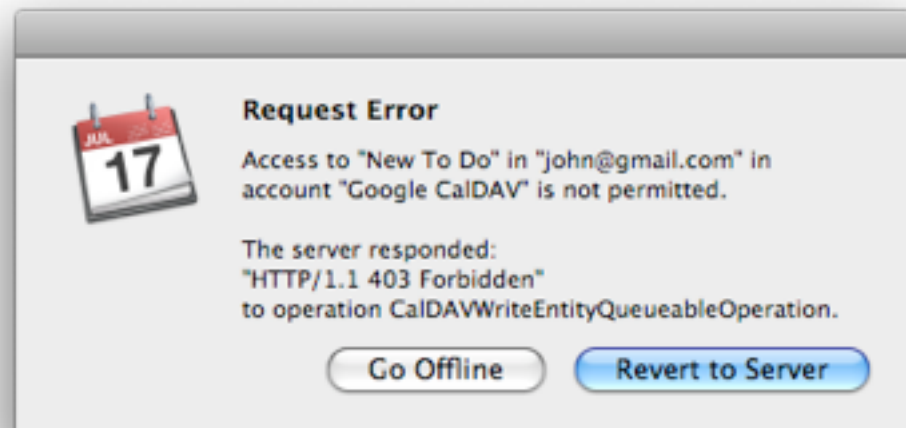 JUL
17
Request Error
Access to "New To Do" in "john@gmail.com" in
account "Google CalDAV" is not permitted.
The server responded:
"HTTP/1.1 403 Forbidden"
to operation CalDAVWriteEntityQueueableOperation.
Go Offline
Revert to Server